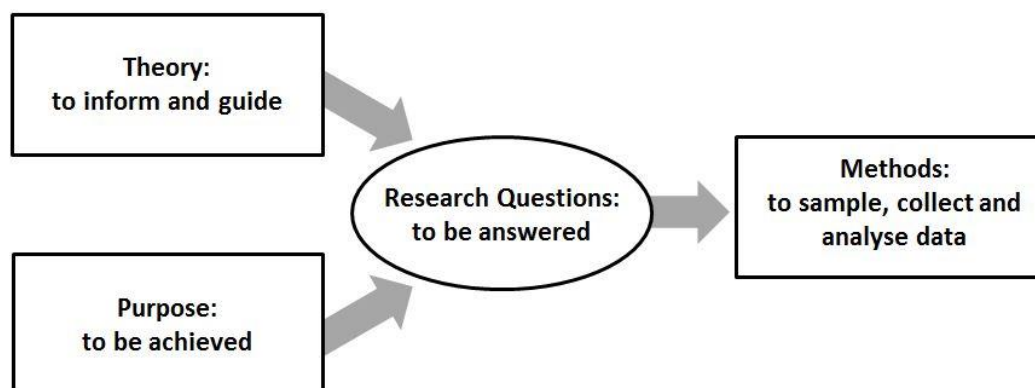 Theory:
to inform and guide
Research Questions:
to be answered
Methods:
to sample, collect and
analyse data
Purpose:
to be achieved